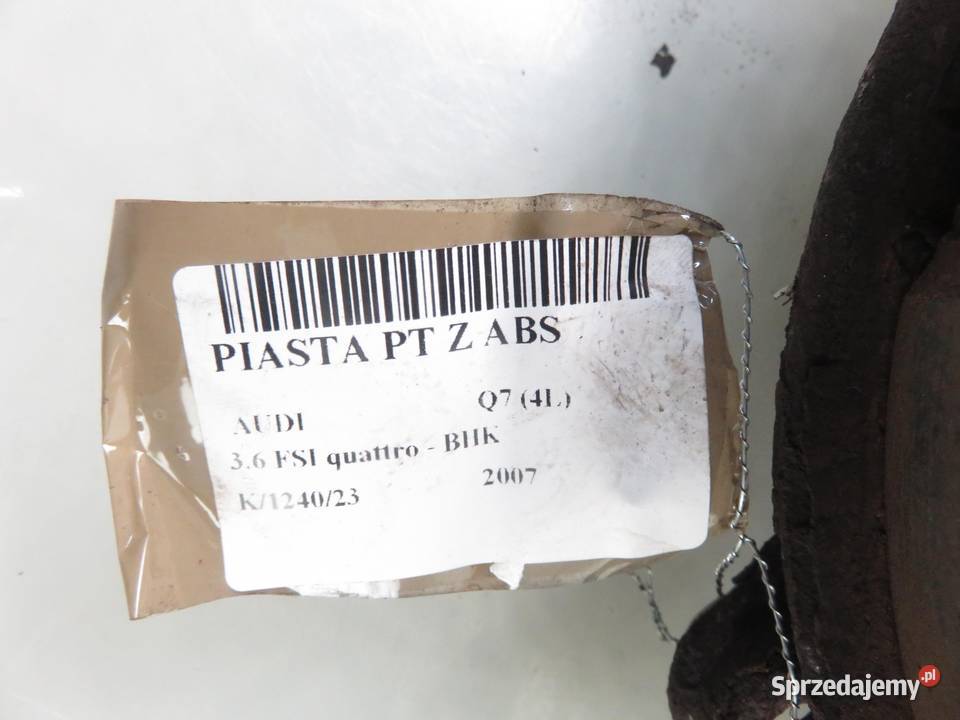 PIASTA PT Z ABS
AUDI Q7 (4L)
3.6 FSI quattro - BHK
K/1240/23 2007
Sprzedajemy.pl